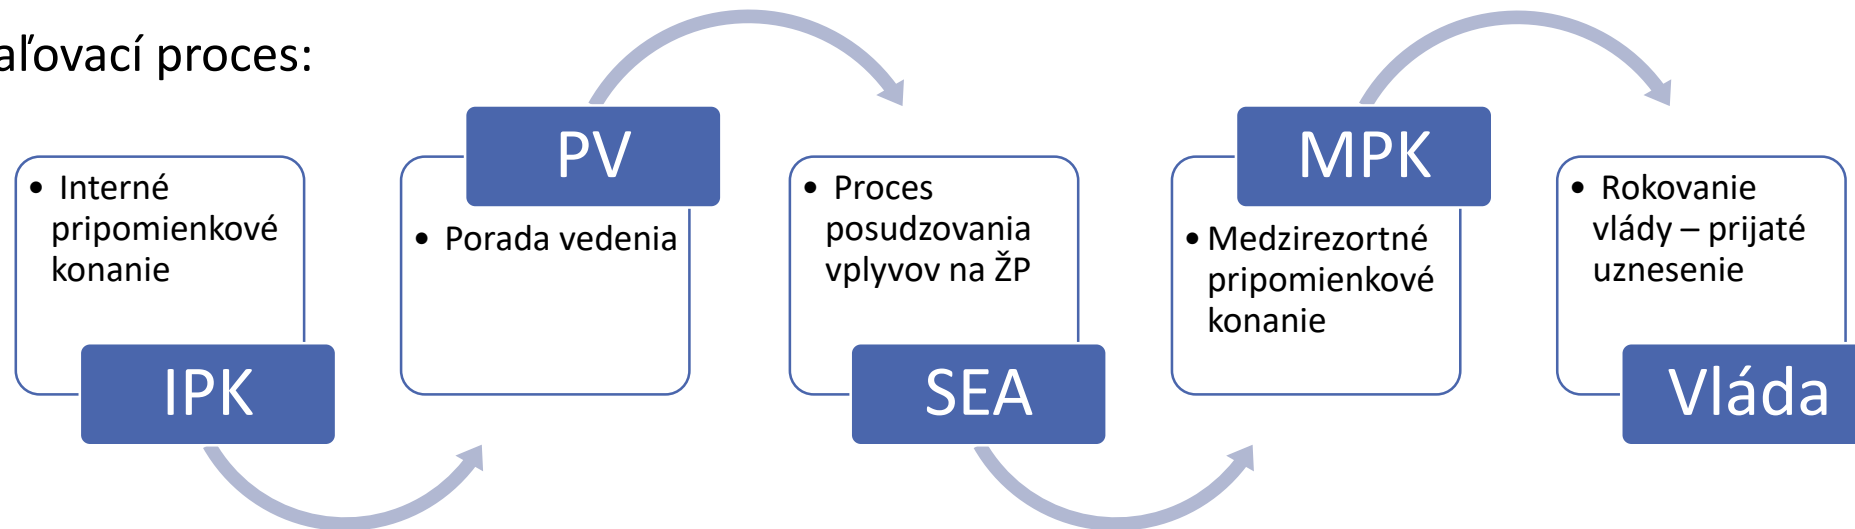 aľovací proces:
• Interné
pripomienkové
konanie
IPK
PV
• Porada vedenia
• Proces
posudzovania
vplyvov na ŽP
SEA
MPK
• Medzirezortné
pripomienkové
konanie
• Rokovanie
vlády – prijaté
uznesenie
Vláda